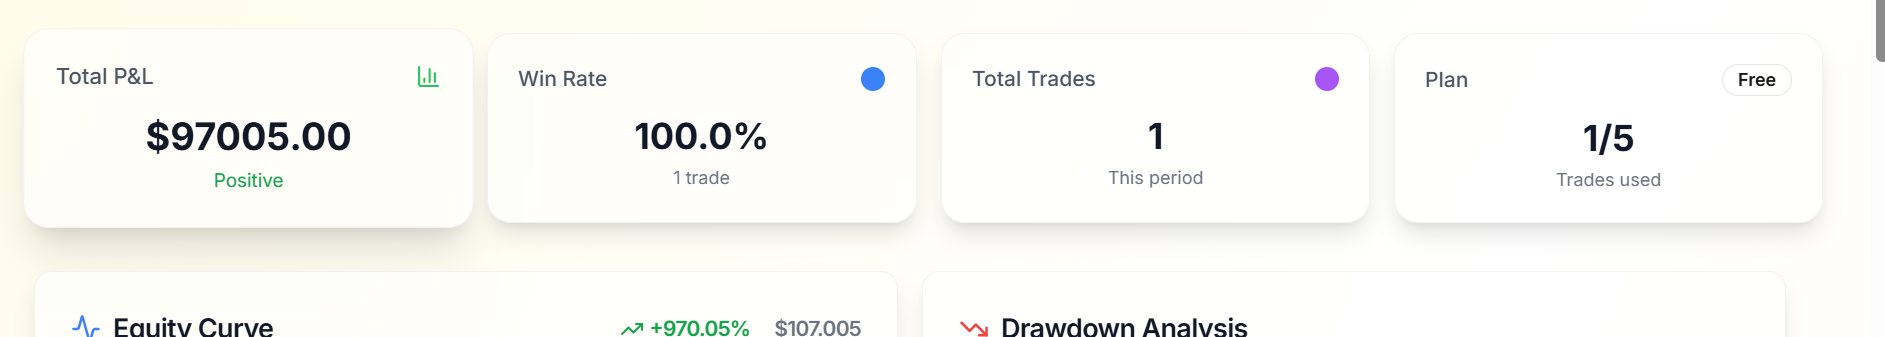 Total P&L
$97005.00
Positive
Win Rate
100.0%
1 trade
Total Trades
1
This period
Plan
Free
1/5
Trades used
Equity Curve
+970.05%
$107.005
Drawdown Analysis